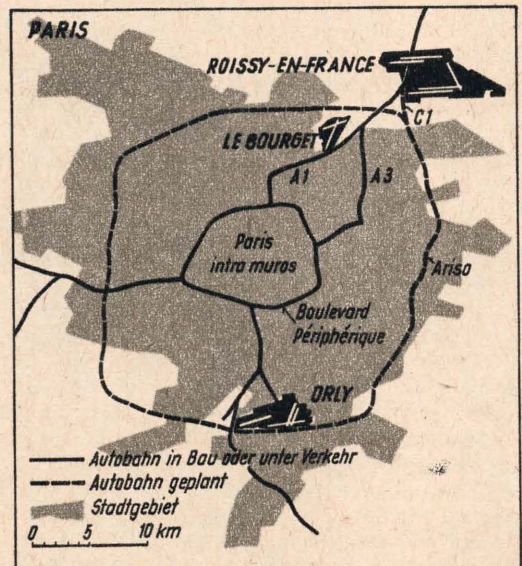 PARIS
ROISSY-EN-FRANCE
C1
LE BOURGET
A1
A3
Paris
intra muros
Ariso
Boulevard
Périphérique
ORLY
Autobahn in Bau oder unter Verkehr
Autobahn geplant
Stadtgebiet
0 5 10 km